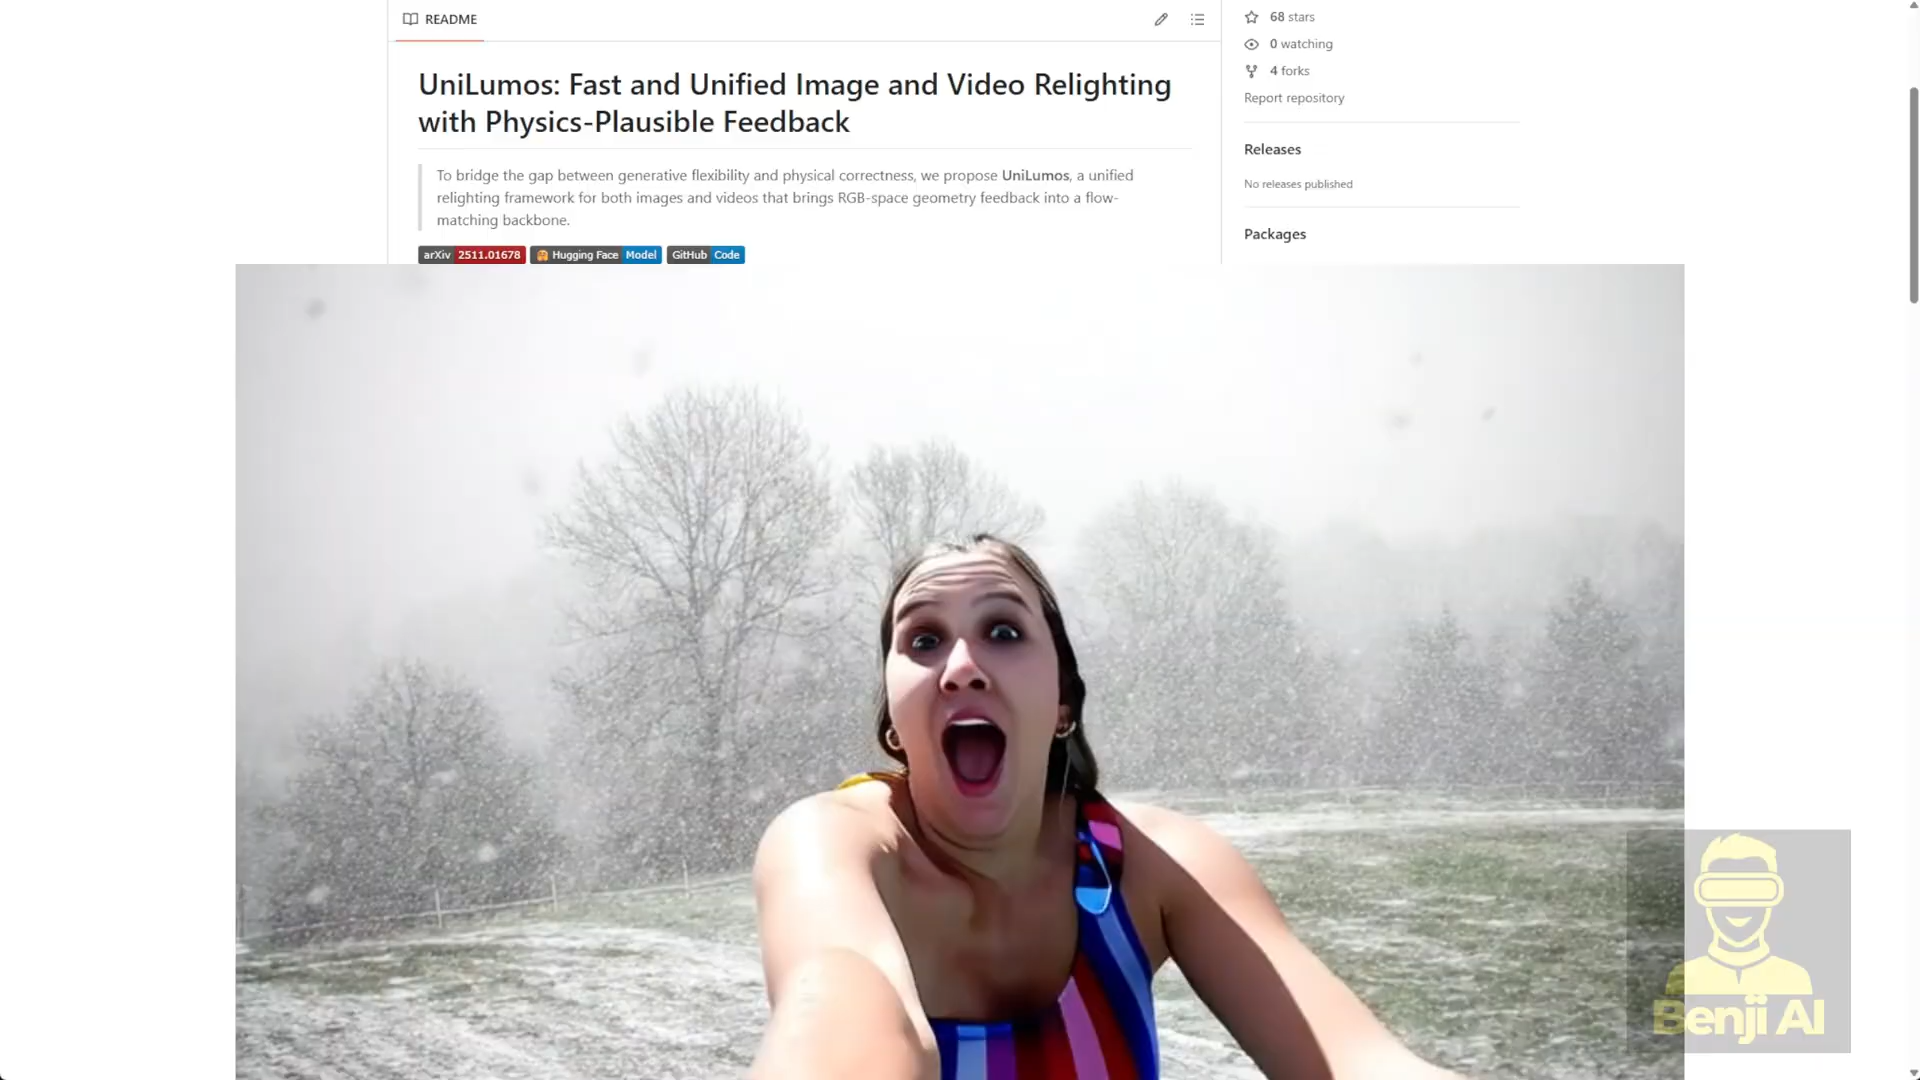 README
UniLumos: Fast and Unified Image and Video Relighting
with Physics-Plausible Feedback
To bridge the gap between generative flexibility and physical correctness, we propose UniLumos, a unified
relighting framework for both images and videos that brings RGB-space geometry feedback into a flow-
matching backbone.
arXiv 2511.01678 Hugging Face Model GitHub Code
68 stars
0 watching
4 forks
Report repository
Releases
No releases published
Packages
Benji AI